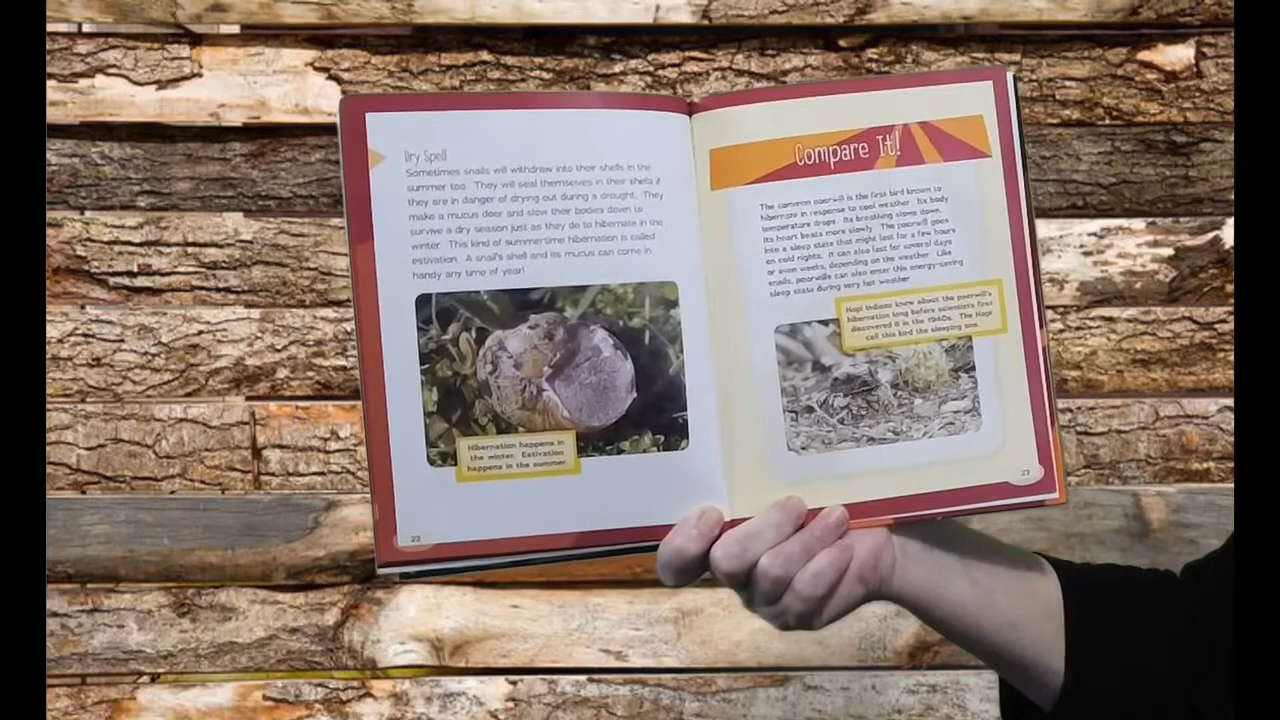 Dry Spell
Sometimes snails will withdraw into their shells in the
summer too. They will seal themselves in their shells if
they are in danger of drying out during a drought. They
make a mucus door and slow their bodies down to
survive a dry season just as they do to hibernate in the
winter. This kind of summertime hibernation is called
estivation. A snail's shell and its mucus can come in
handy any time of year!
Hibernation happens in
the winter. Estivation
happens in the summer.
22
Compare It!
The common poorwill is the first bird known to
hibernate in response to cool weather. Its body
temperature drops. Its breathing slows down.
Its heart beats more slowly. The poorwill goes
into a sleep state that might last for a few hours
on cold nights. It can also last for several days
or even weeks, depending on the weather. Like
snails, poorwills can also enter this energy-saving
sleep state during very hot weather.
Hopi Indians knew about the poorwill's
hibernation long before scientists first
discovered it in the 1940s. The Hopi
call this bird the sleeping one.
23